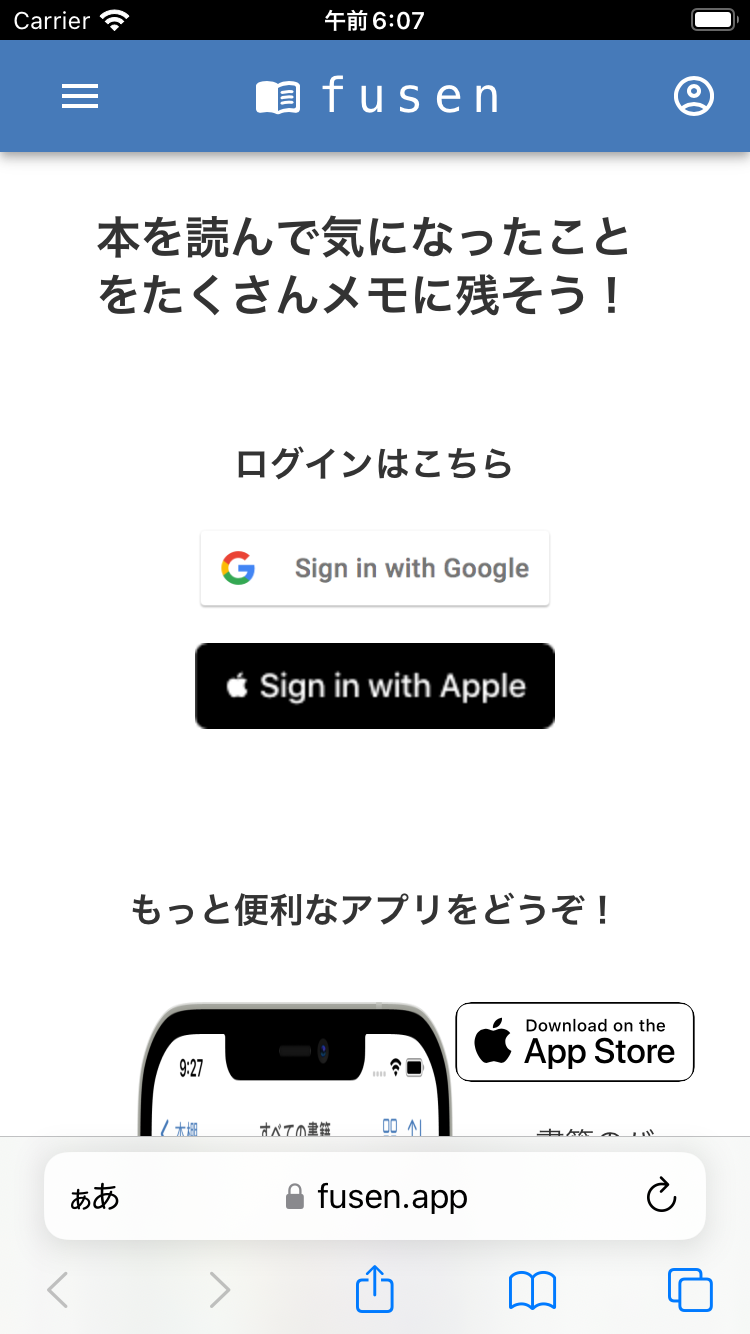 Carrier 午前6:07
fusen
本を読んで気になったこと
をたくさんメモに残そう！
ログインはこちら
Sign in with Google
Sign in with Apple
もっと便利なアプリをどうぞ！
Download on the
App Store
9:27
本棚 すべての書籍
ぁあ fusen.app